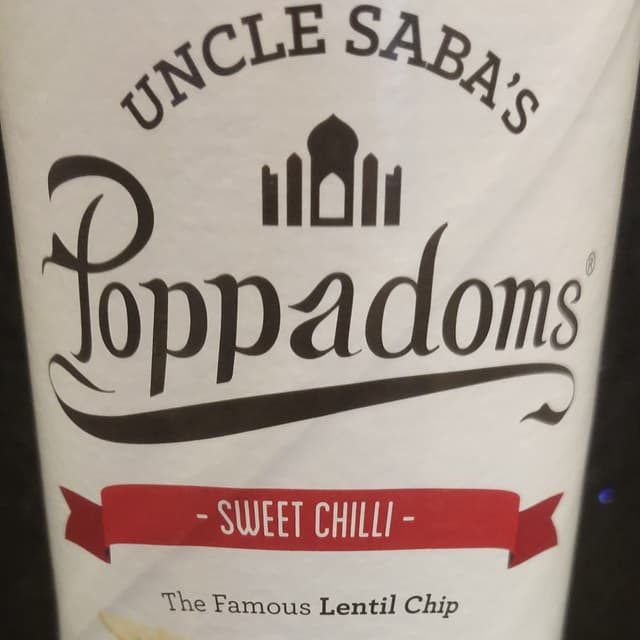 UNCLE SABA'S
Poppadoms®
- SWEET CHILLI -
The Famous Lentil Chip